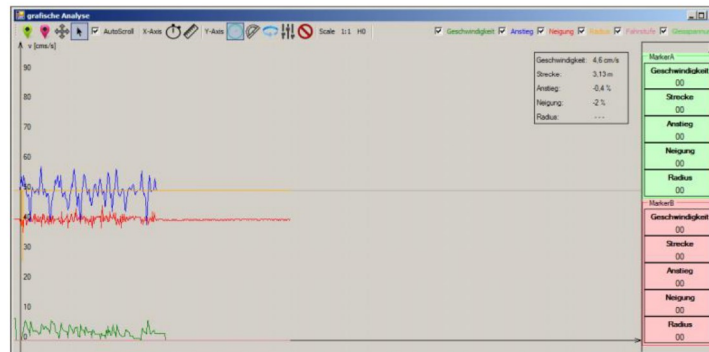 grafische Analyse
AutoScroll X-Axis Y-Axis Scale 1:1 H0 Geschwindigkeit Anstieg Neigung Radius Fahrstufe
v [cms/s]
90
80
70
60
50
40
30
20
10
0
Geschwindigkeit: 4,6 cm/s
Strecke: 3,13 m
Anstieg: -0,4 %
Neigung: -2 %
Radius: ---
MarkerA
Geschwindigkeit
00
Strecke
00
Anstieg
00
Neigung
00
Radius
00
MarkerB
Geschwindigkeit
00
Strecke
00
Anstieg
00
Neigung
00
Radius
00